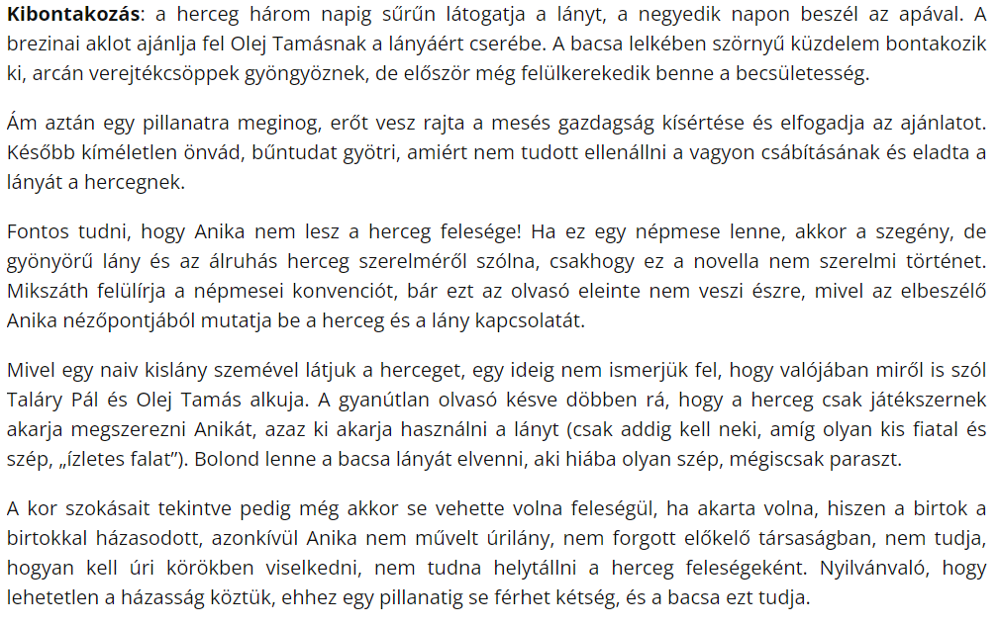 Kibontakozás: a herceg három napig sűrűn látogatja a lányt, a negyedik napon beszél az apával. A
brezinai aklot ajánlja fel Olej Tamásnak a lányáért cserébe. A bacsa lelkében szörnyű küzdelem bontakozik
ki, arcán verejtékcsöppek gyöngyöznek, de először még felülkerekedik benne a becsületesség.
Ám aztán egy pillanatra meginog, erőt vesz rajta a mesés gazdagság kísértése és elfogadja az ajánlatot.
Később kíméletlen önvád, bűntudat gyötri, amiért nem tudott ellenállni a vagyon csábításának és eladta a
lányát a hercegnek.
Fontos tudni, hogy Anika nem lesz a herceg felesége! Ha ez egy népmese lenne, akkor a szegény, de
gyönyörű lány és az álruhás herceg szerelméről szólna, csakhogy ez a novella nem szerelmi történet.
Mikszáth felülírja a népmesei konvenciót, bár ezt az olvasó eleinte nem veszi észre, mivel az elbeszélő
Anika nézőpontjából mutatja be a herceg és a lány kapcsolatát.
Mivel egy naiv kislány szemével látjuk a herceget, egy ideig nem ismerjük fel, hogy valójában miről is szól
Taláry Pál és Olej Tamás alkuja. A gyanútlan olvasó késve döbben rá, hogy a herceg csak játékszernek
akarja megszerezni Anikát, azaz ki akarja használni a lányt (csak addig kell neki, amíg olyan kis fiatal és
szép, „ízletes falat”). Bolond lenne a bacsa lányát elvenni, aki hiába olyan szép, mégiscsak paraszt.
A kor szokásait tekintve pedig még akkor se vehette volna feleségül, ha akarta volna, hiszen a birtok a
birtokkal házasodott, azonkívül Anika nem művelt úrilány, nem forgott előkelő társaságban, nem tudja,
hogyan kell úri körökben viselkedni, nem tudna helytállni a herceg feleségeként. Nyilvánvaló, hogy
lehetetlen a házasság köztük, ehhez egy pillanatig se férhet kétség, és a bacsa ezt tudja.